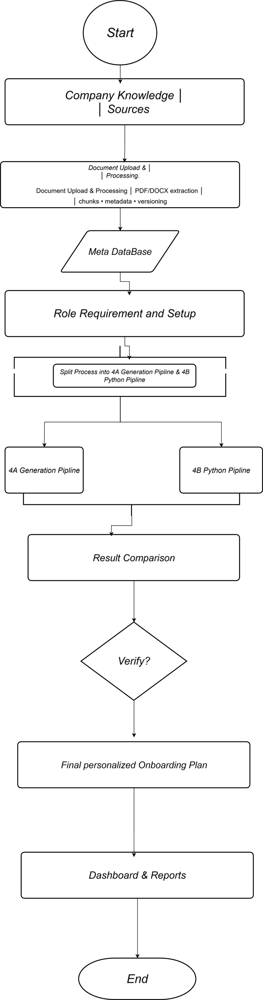 Start
Company Knowledge │
│ Sources
Document Upload & │
│ Processing.
Document Upload & Processing │ PDF/DOCX extraction │
│ chunks • metadata • versioning
Meta DataBase
Role Requirement and Setup
Split Process into 4A Generation Pipline & 4B
Python Pipline
4A Generation Pipline
4B Python Pipline
Result Comparison
Verify?
Final personalized Onboarding Plan
Dashboard & Reports
End